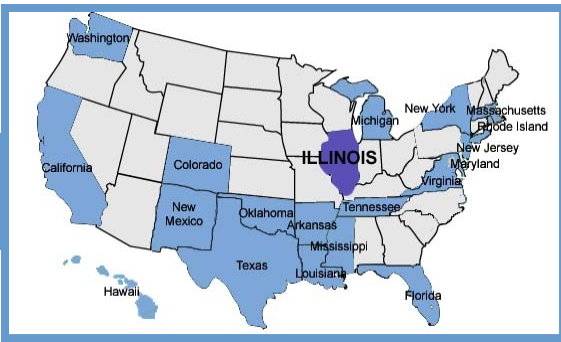 Washington
New York
Massachusetts
Michigan
Rhode Island
New Jersey
ILLINOIS
Maryland
California
Colorado
Virginia
New
Mexico
Tennessee
Oklahoma
Arkansas
Mississippi
Texas
Louisiana
Hawaii
Florida